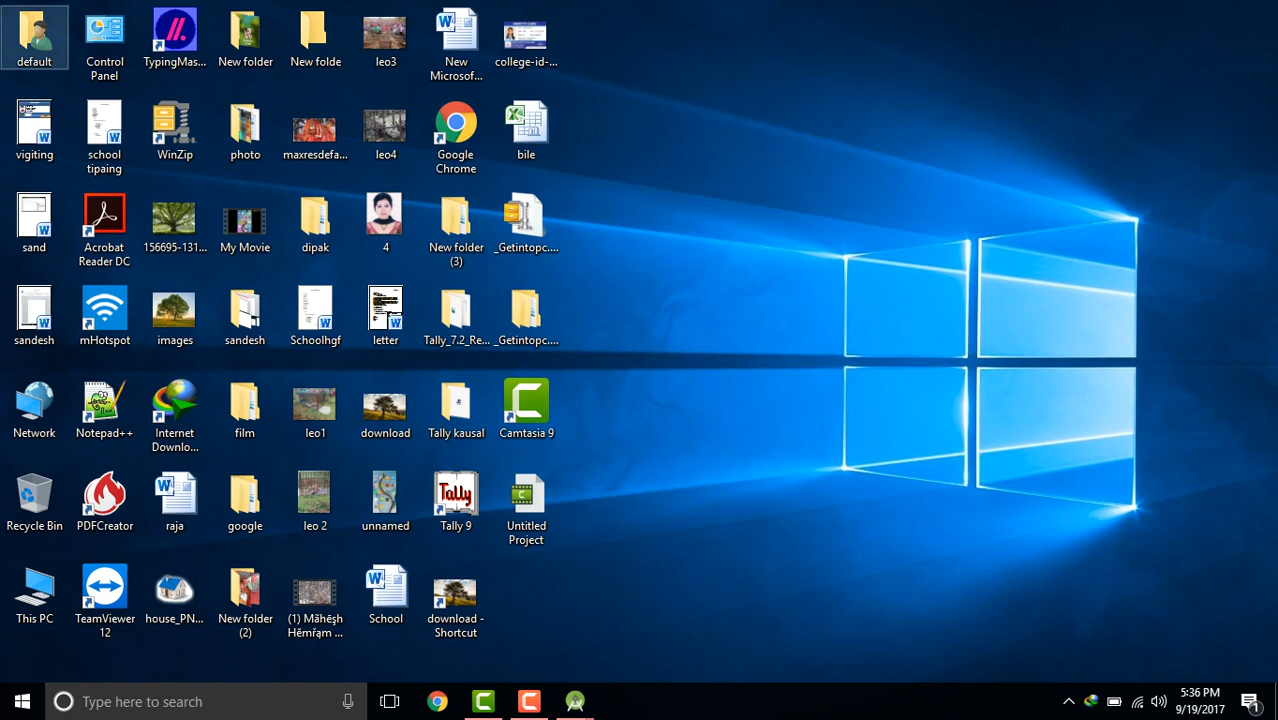 default
Control
Panel
TypingMas...
New folder
New folde
leo3
New
Microsof...
college-id-...
vigiting
school
tipaing
WinZip
photo
maxresdefa...
leo4
Google
Chrome
bile
sand
Acrobat
Reader DC
156695-131...
My Movie
dipak
4
New folder
(3)
_Getintopc....
sandesh
mHotspot
images
sandesh
Schoolhgf
letter
Tally_7.2_Re...
_Getintopc....
Network
Notepad++
Internet
Downlo...
film
leo1
download
Tally kausal
Camtasia 9
Recycle Bin
PDFCreator
raja
google
leo 2
unnamed
Tally
Tally 9
Untitled
Project
This PC
TeamViewer
12
house_PN...
New folder
(2)
(1) Mãhēşh
Hěmřąm ...
School
download -
Shortcut
Type here to search
5:36 PM
9/19/2017
1